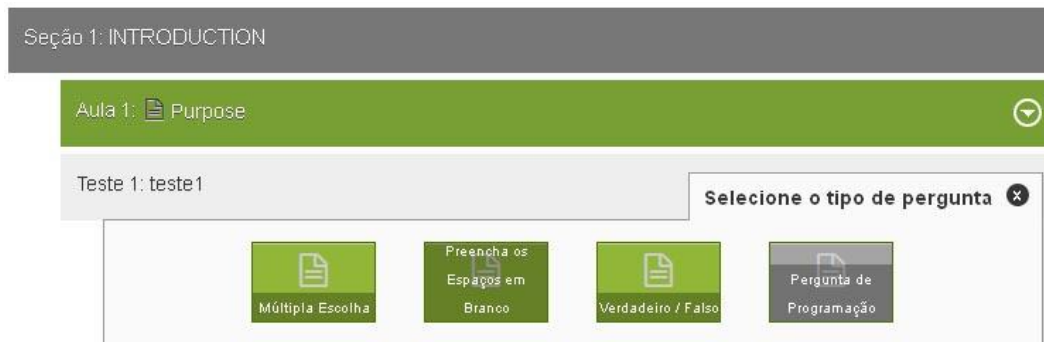 Seção 1: INTRODUCTION
Aula 1: Purpose
Teste 1: teste1
Selecione o tipo de pergunta
Múltipla Escolha
Preencha os
Espaços em
Branco
Verdadeiro / Falso
Pergunta de
Programação